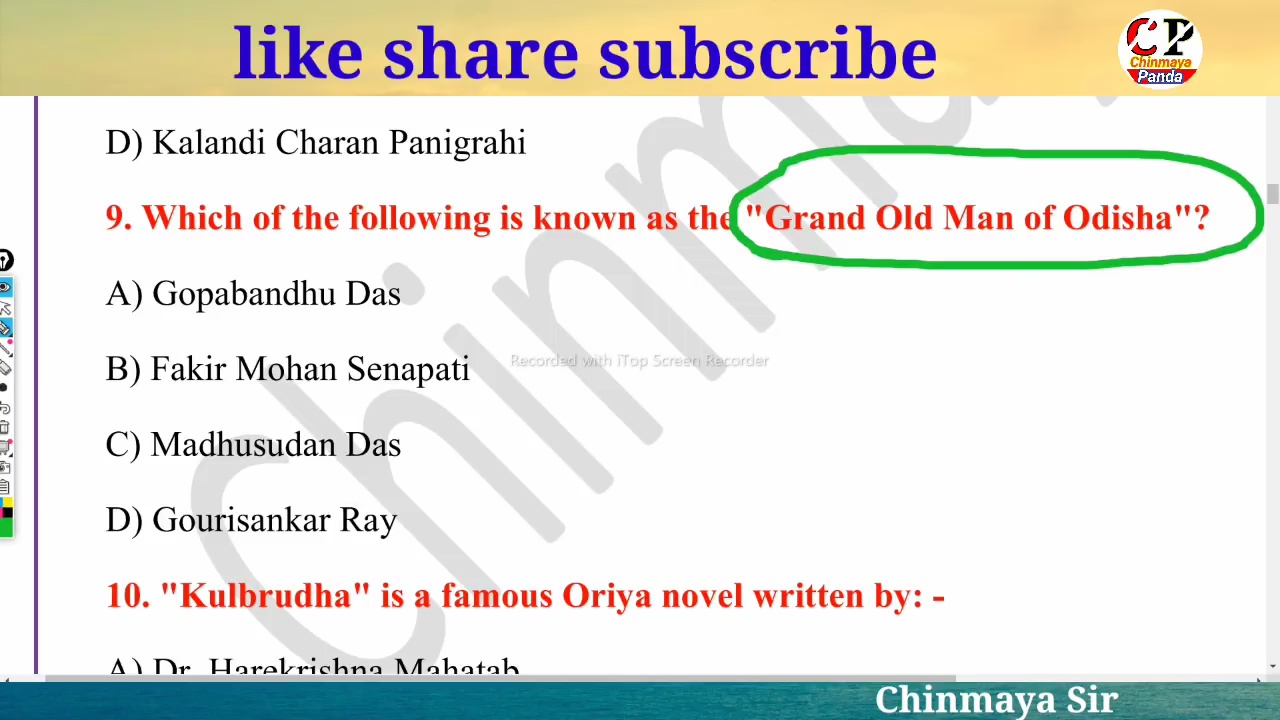 like share subscribe
CP
Chinmaya
Panda
D) Kalandi Charan Panigrahi
9. Which of the following is known as the "Grand Old Man of Odisha"?
A) Gopabandhu Das
B) Fakir Mohan Senapati
Recorded with iTop Screen Recorder
C) Madhusudan Das
D) Gourisankar Ray
10. "Kulbrudha" is a famous Oriya novel written by: -
A) Dr. Harekrishna Mahatab
Chinmaya Sir